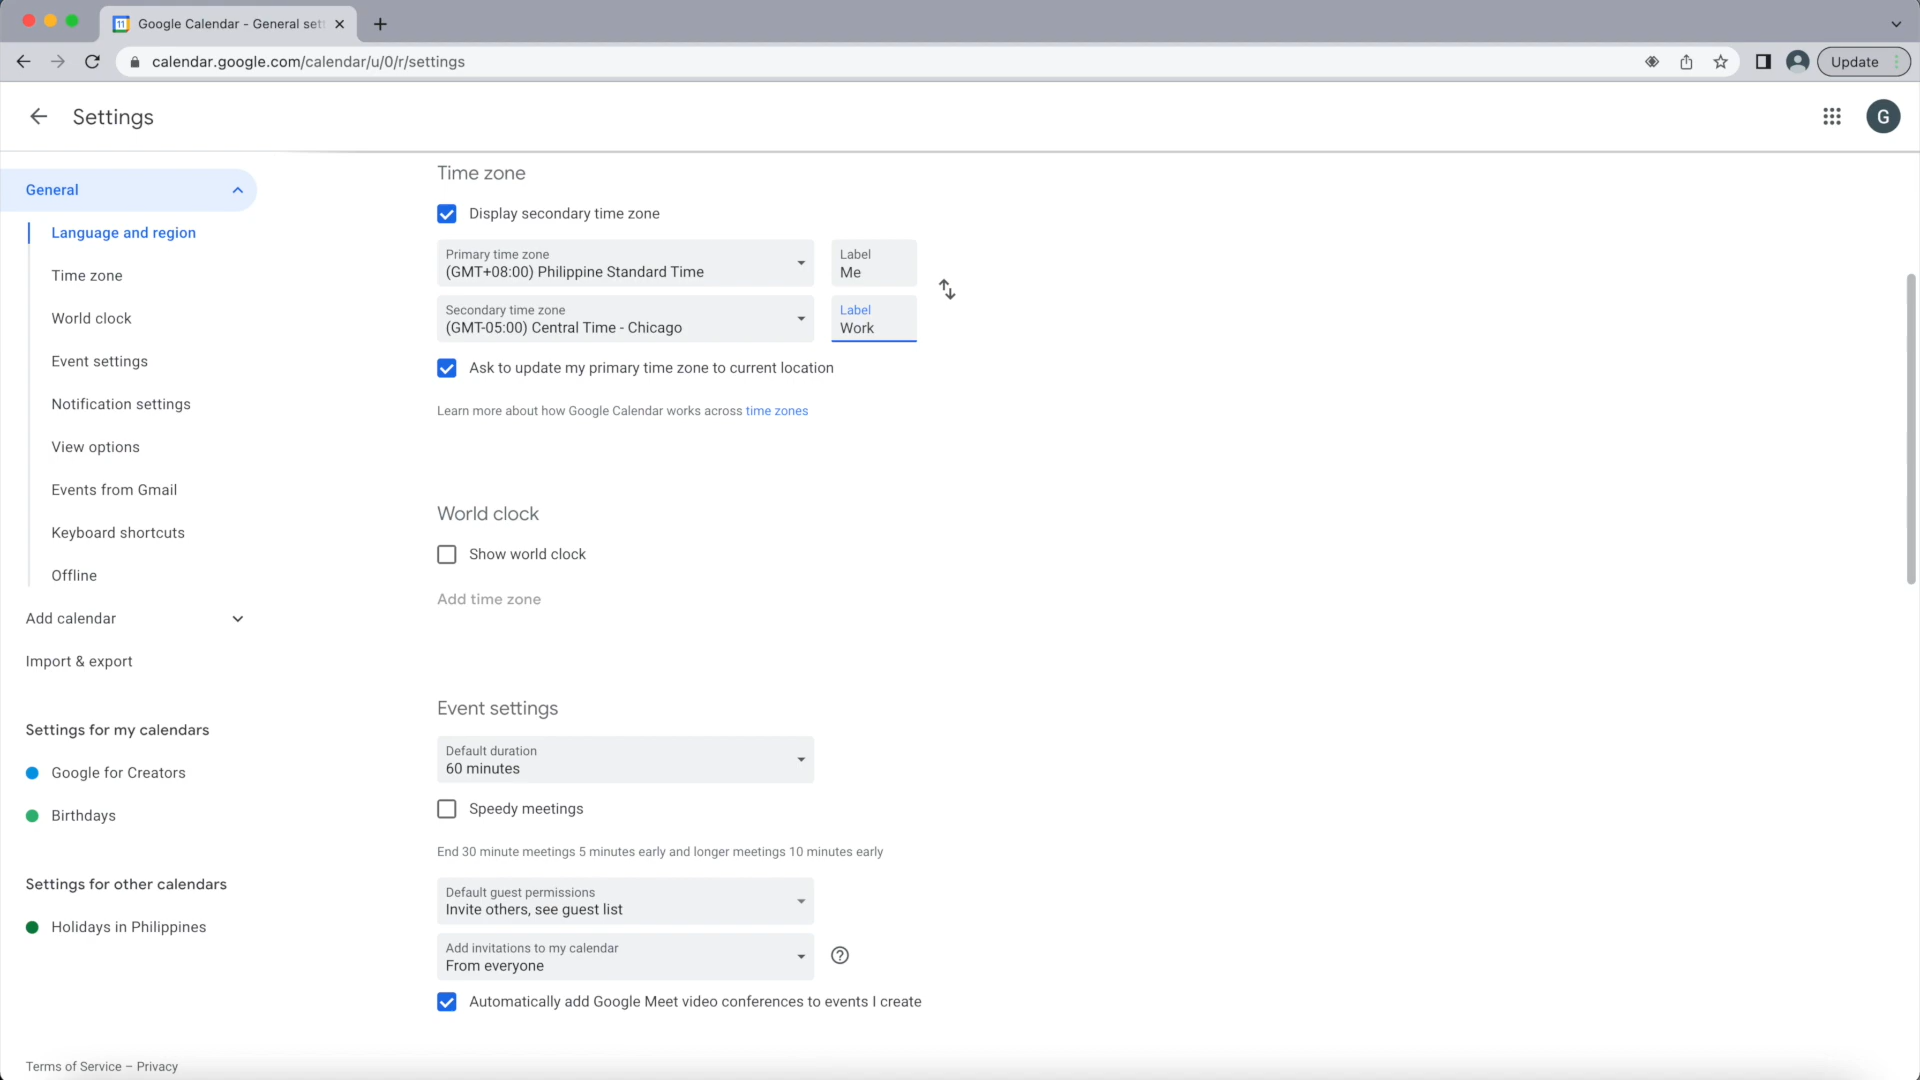 Google Calendar - General sett
calendar.google.com/calendar/u/0/r/settings
Update
Settings
G
General
Language and region
Time zone
World clock
Event settings
Notification settings
View options
Events from Gmail
Keyboard shortcuts
Offline
Add calendar
Import & export
Settings for my calendars
Google for Creators
Birthdays
Settings for other calendars
Holidays in Philippines
Terms of Service – Privacy
Time zone
Display secondary time zone
Primary time zone
(GMT+08:00) Philippine Standard Time
Label
Me
Secondary time zone
(GMT-05:00) Central Time - Chicago
Label
Work
Ask to update my primary time zone to current location
Learn more about how Google Calendar works across time zones
World clock
Show world clock
Add time zone
Event settings
Default duration
60 minutes
Speedy meetings
End 30 minute meetings 5 minutes early and longer meetings 10 minutes early
Default guest permissions
Invite others, see guest list
Add invitations to my calendar
From everyone
Automatically add Google Meet video conferences to events I create